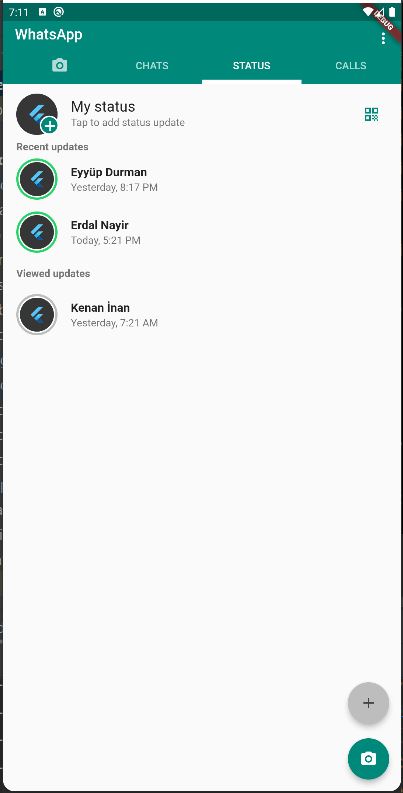 7:11
DEBUG
WhatsApp
CHATS
STATUS
CALLS
My status
Tap to add status update
Recent updates
Eyyüp Durman
Yesterday, 8:17 PM
Erdal Nayir
Today, 5:21 PM
Viewed updates
Kenan İnan
Yesterday, 7:21 AM